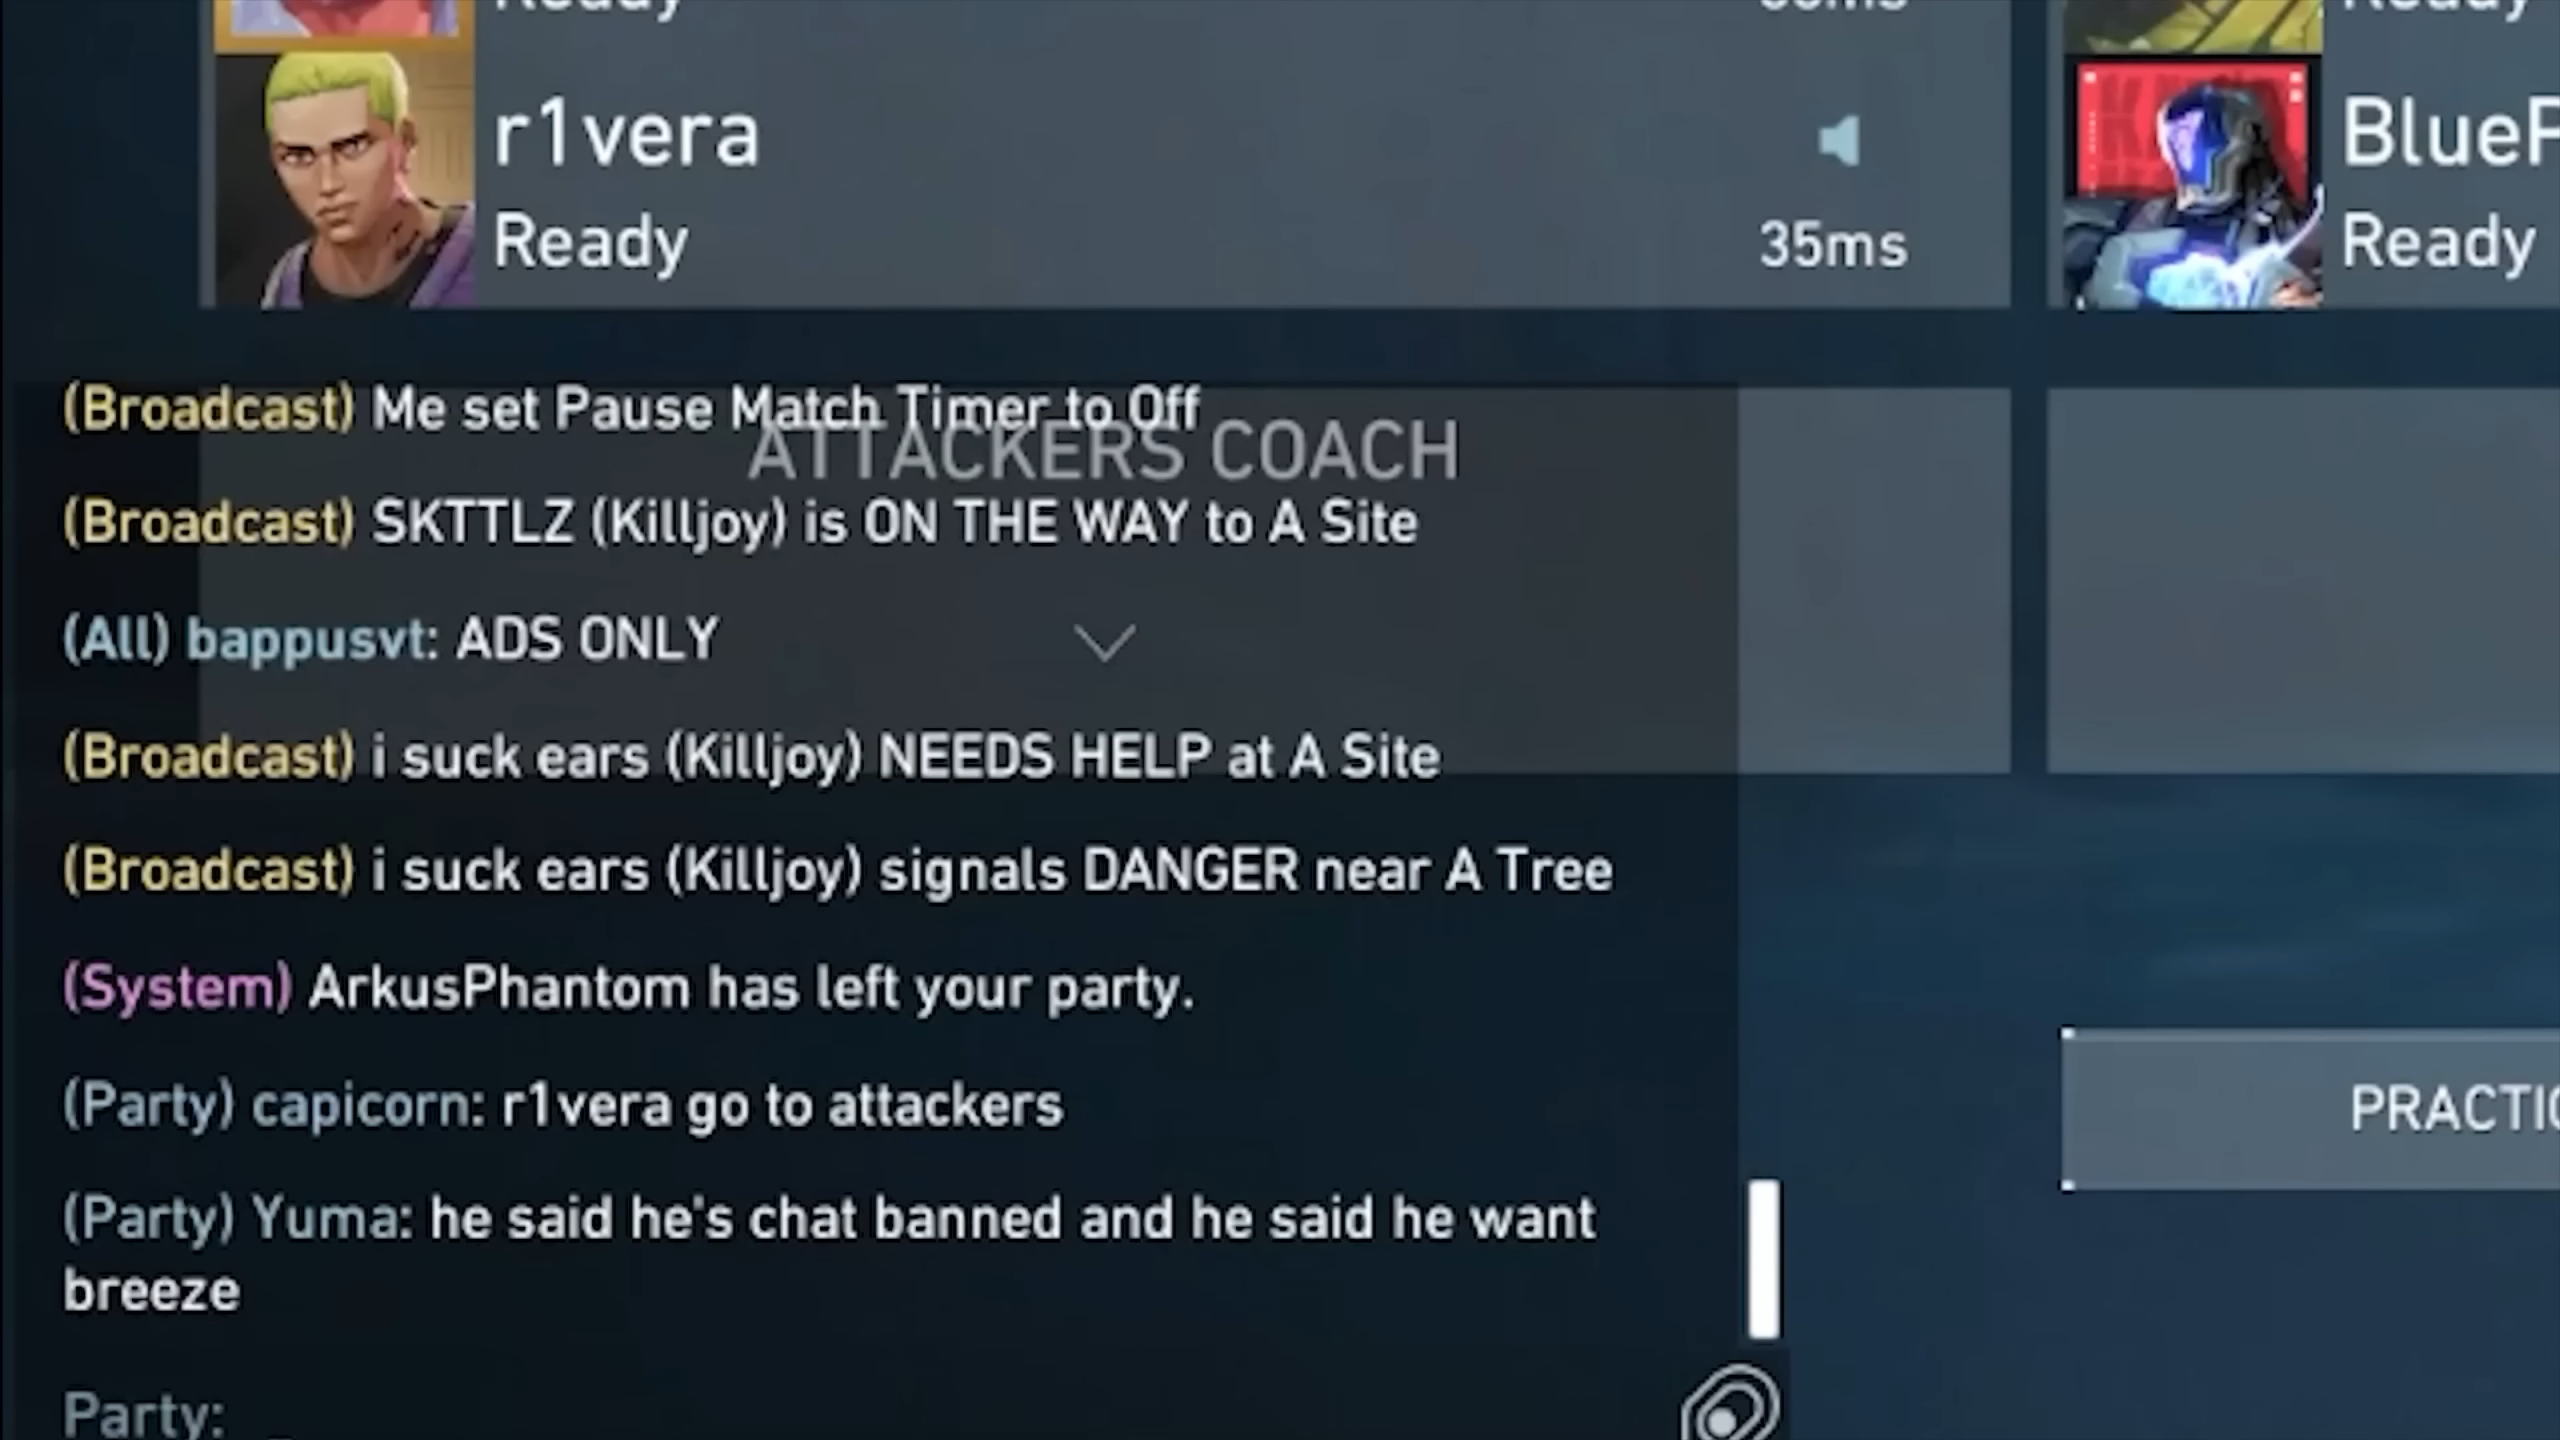 r1vera
Ready
35ms
BlueP
Ready
(Broadcast) Me set Pause Match Timer to Off
ATTACKERS COACH
(Broadcast) SKTTLZ (Killjoy) is ON THE WAY to A Site
(All) bappusvt: ADS ONLY
(Broadcast) i suck ears (Killjoy) NEEDS HELP at A Site
(Broadcast) i suck ears (Killjoy) signals DANGER near A Tree
(System) ArkusPhantom has left your party.
(Party) capicorn: r1vera go to attackers
PRACTIC
(Party) Yuma: he said he's chat banned and he said he want
breeze
Party: